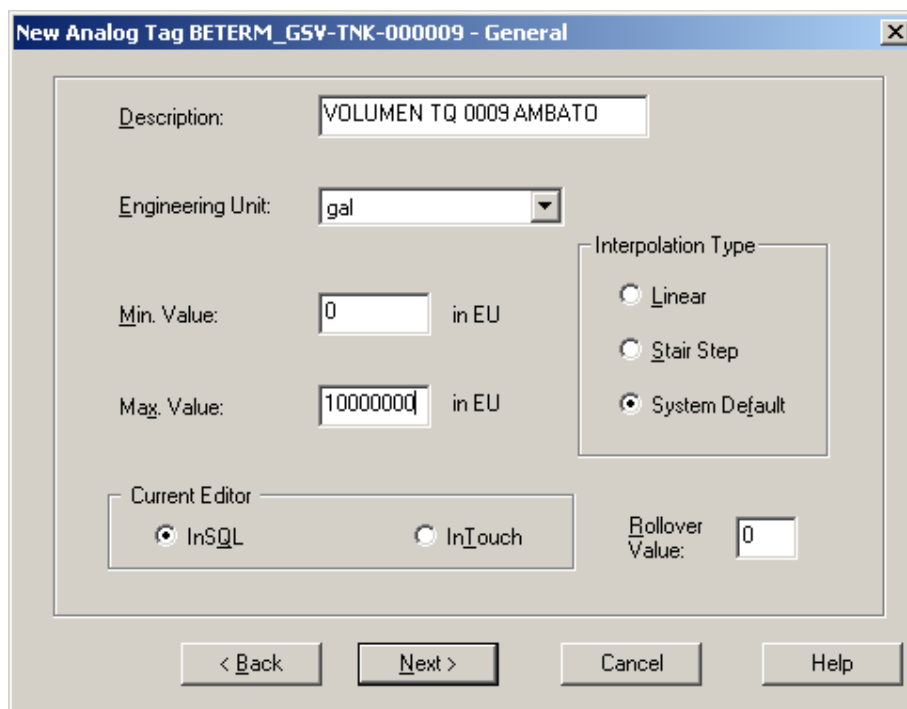 New Analog Tag BETERM_GSV-TNK-000009 - General
Description: VOLUMEN TQ 0009 AMBATO
Engineering Unit: gal
Interpolation Type
Linear
Min. Value: 0 in EU
Stair Step
Max. Value: 10000000 in EU
System Default
Current Editor
InSQL InTouch
Rollover
Value: 0
< Back Next > Cancel Help